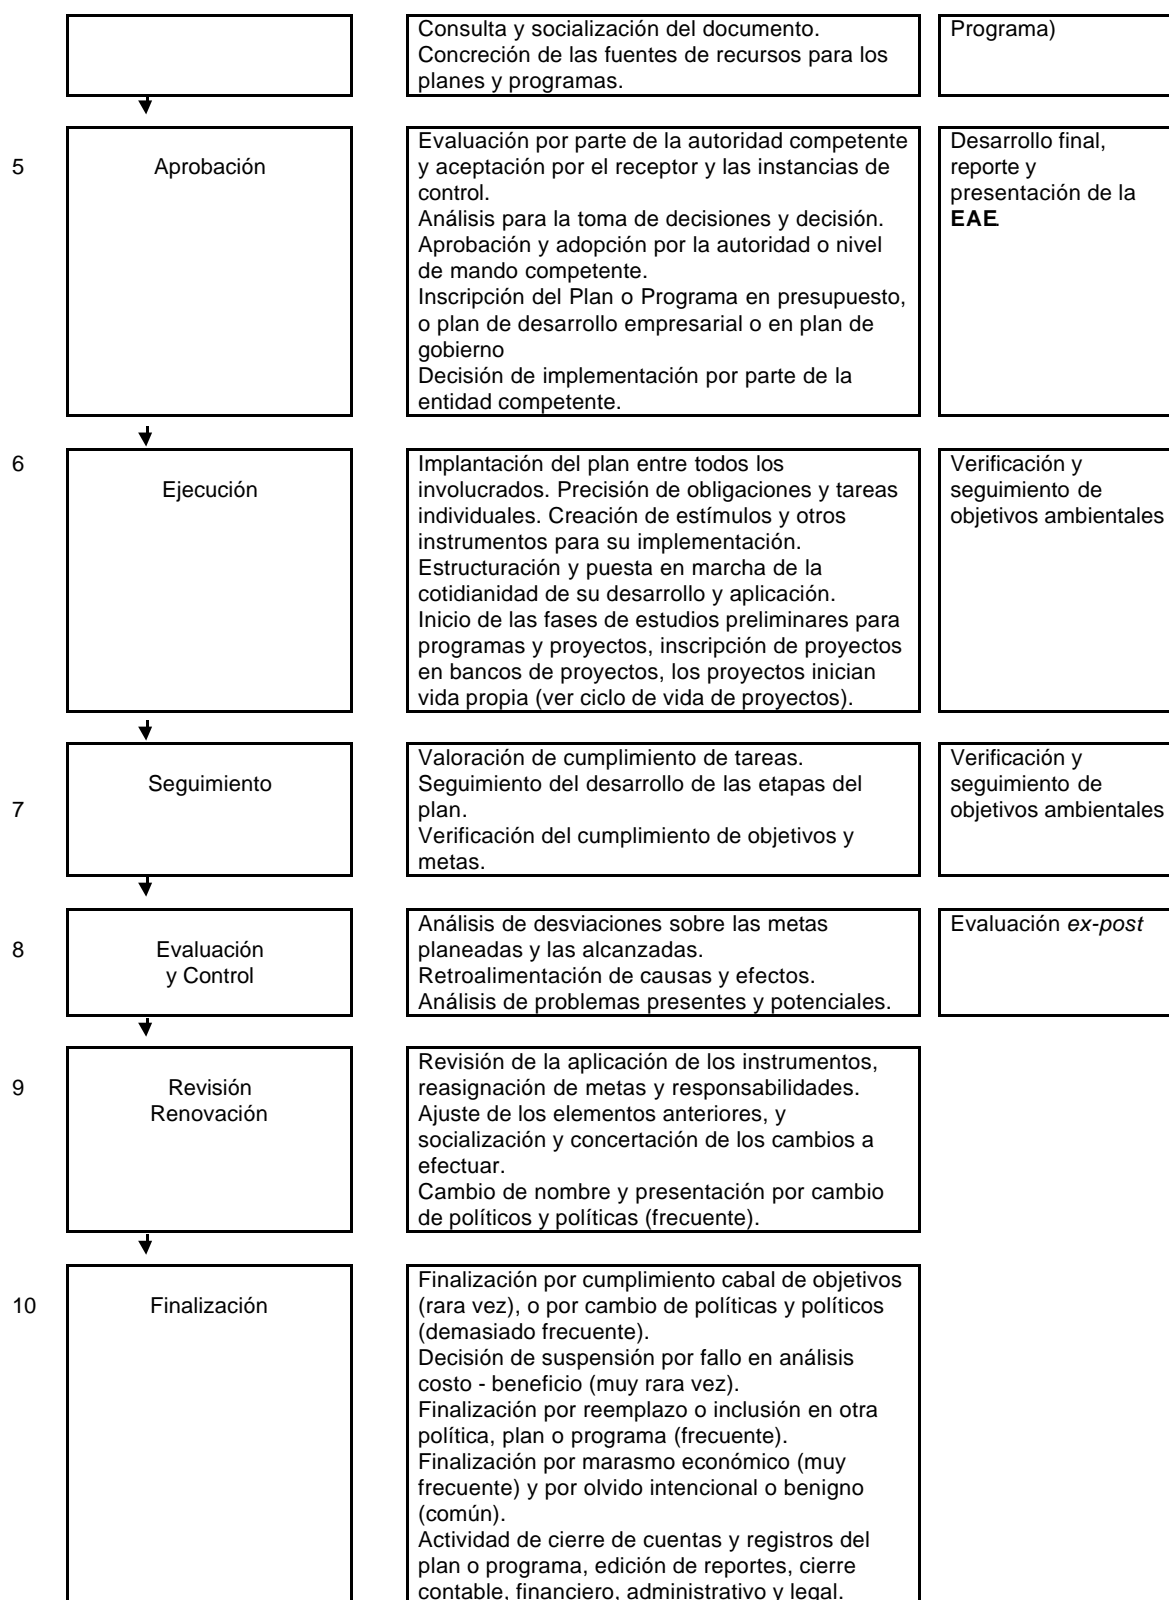 Consulta y socialización del documento.
Concreción de las fuentes de recursos para los
planes y programas.
Programa)
5
Aprobación
Evaluación por parte de la autoridad competente
y aceptación por el receptor y las instancias de
control.
Análisis para la toma de decisiones y decisión.
Aprobación y adopción por la autoridad o nivel
de mando competente.
Inscripción del Plan o Programa en presupuesto,
o plan de desarrollo empresarial o en plan de
gobierno
Decisión de implementación por parte de la
entidad competente.
Desarrollo final,
reporte y
presentación de la
EAE
6
Ejecución
Implantación del plan entre todos los
involucrados. Precisión de obligaciones y tareas
individuales. Creación de estímulos y otros
instrumentos para su implementación.
Estructuración y puesta en marcha de la
cotidianidad de su desarrollo y aplicación.
Inicio de las fases de estudios preliminares para
programas y proyectos, inscripción de proyectos
en bancos de proyectos, los proyectos inician
vida propia (ver ciclo de vida de proyectos).
Verificación y
seguimiento de
objetivos ambientales
7
Seguimiento
Valoración de cumplimiento de tareas.
Seguimiento del desarrollo de las etapas del
plan.
Verificación del cumplimiento de objetivos y
metas.
Verificación y
seguimiento de
objetivos ambientales
8
Evaluación
y Control
Análisis de desviaciones sobre las metas
planeadas y las alcanzadas.
Retroalimentación de causas y efectos.
Análisis de problemas presentes y potenciales.
Evaluación ex-post
9
Revisión
Renovación
Revisión de la aplicación de los instrumentos,
reasignación de metas y responsabilidades.
Ajuste de los elementos anteriores, y
socialización y concertación de los cambios a
efectuar.
Cambio de nombre y presentación por cambio
de políticos y políticas (frecuente).
10
Finalización
Finalización por cumplimiento cabal de objetivos
(rara vez), o por cambio de políticas y políticos
(demasiado frecuente).
Decisión de suspensión por fallo en análisis
costo - beneficio (muy rara vez).
Finalización por reemplazo o inclusión en otra
política, plan o programa (frecuente).
Finalización por marasmo económico (muy
frecuente) y por olvido intencional o benigno
(común).
Actividad de cierre de cuentas y registros del
plan o programa, edición de reportes, cierre
contable, financiero, administrativo y legal.